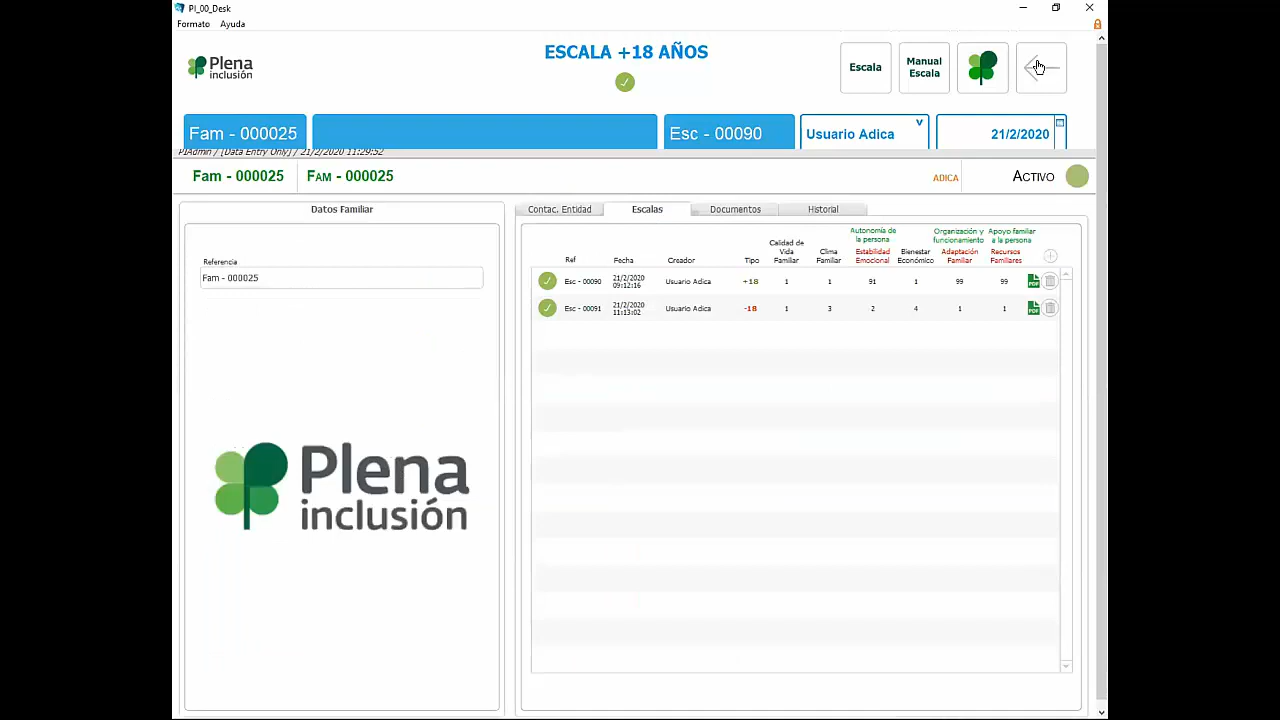 PI_00_Desk
Formato Ayuda
Plena
inclusión
ESCALA +18 AÑOS
Escala
Manual
Escala
Fam - 000025
Esc - 00090
Usuario Adica
21/2/2020
PIAdmin / [Data Entry Only] / 21/2/2020 11:29:52
Fam - 000025
FAM - 000025
ADICA
ACTIVO
Datos Familiar
Referencia
Fam - 000025
Plena
inclusión
Contac. Entidad
Escalas
Documentos
Historial
Ref
Fecha
Creador
Tipo
Calidad de
Vida
Familiar
Clima
Familiar
Autonomía de
la persona
Estabilidad
Emocional
Bienestar
Económico
Organización y
funcionamiento
Adaptación
Familiar
Apoyo familiar
a la persona
Recursos
Familiares
Esc - 00090 21/2/2020 09:12:16 Usuario Adica +18 1 1 91 1 99 99 PDF
Esc - 00091 21/2/2020 11:13:02 Usuario Adica -18 1 3 2 4 1 1 PDF